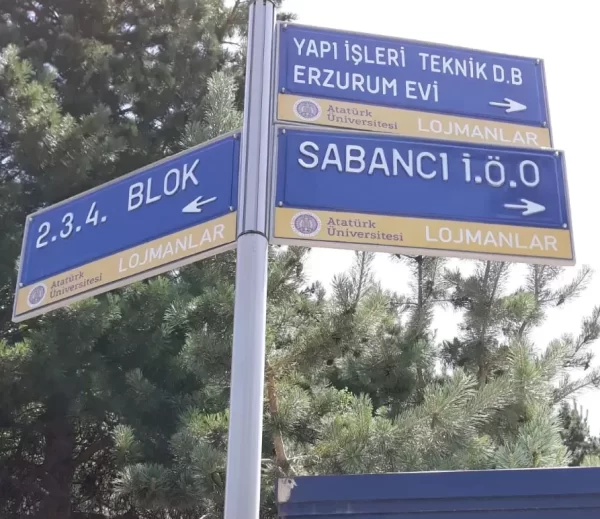 YAPI İŞLERİ TEKNİK D.B
ERZURUM EVİ
Atatürk
Üniversitesi
LOJMANLAR
SABANCI İ.Ö.O
Atatürk
Üniversitesi
LOJMANLAR
2.3.4. BLOK
Atatürk
Üniversitesi
LOJMANLAR